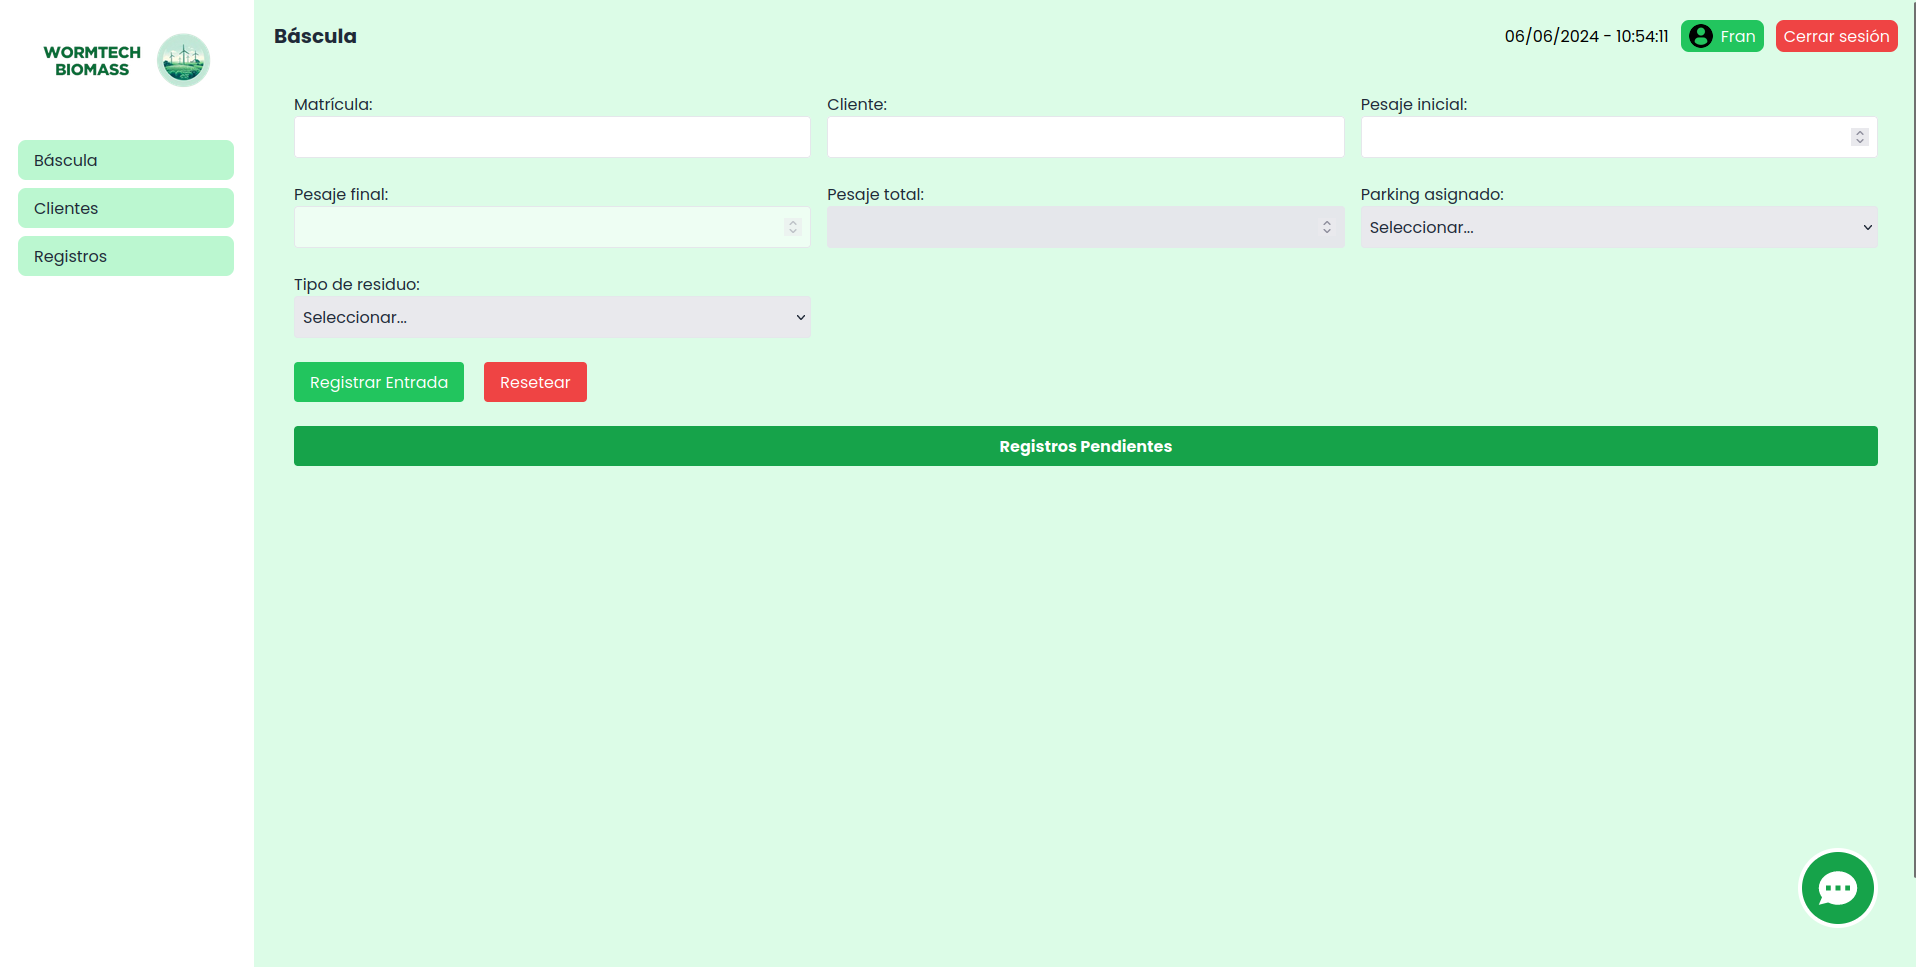 WORMTECH
BIOMASS
Báscula
Clientes
Registros
Báscula
06/06/2024 - 10:54:11
Fran
Cerrar sesión
Matrícula:
Cliente:
Pesaje inicial:
Pesaje final:
Pesaje total:
Parking asignado:
Seleccionar...
Tipo de residuo:
Seleccionar...
Registrar Entrada
Resetear
Registros Pendientes